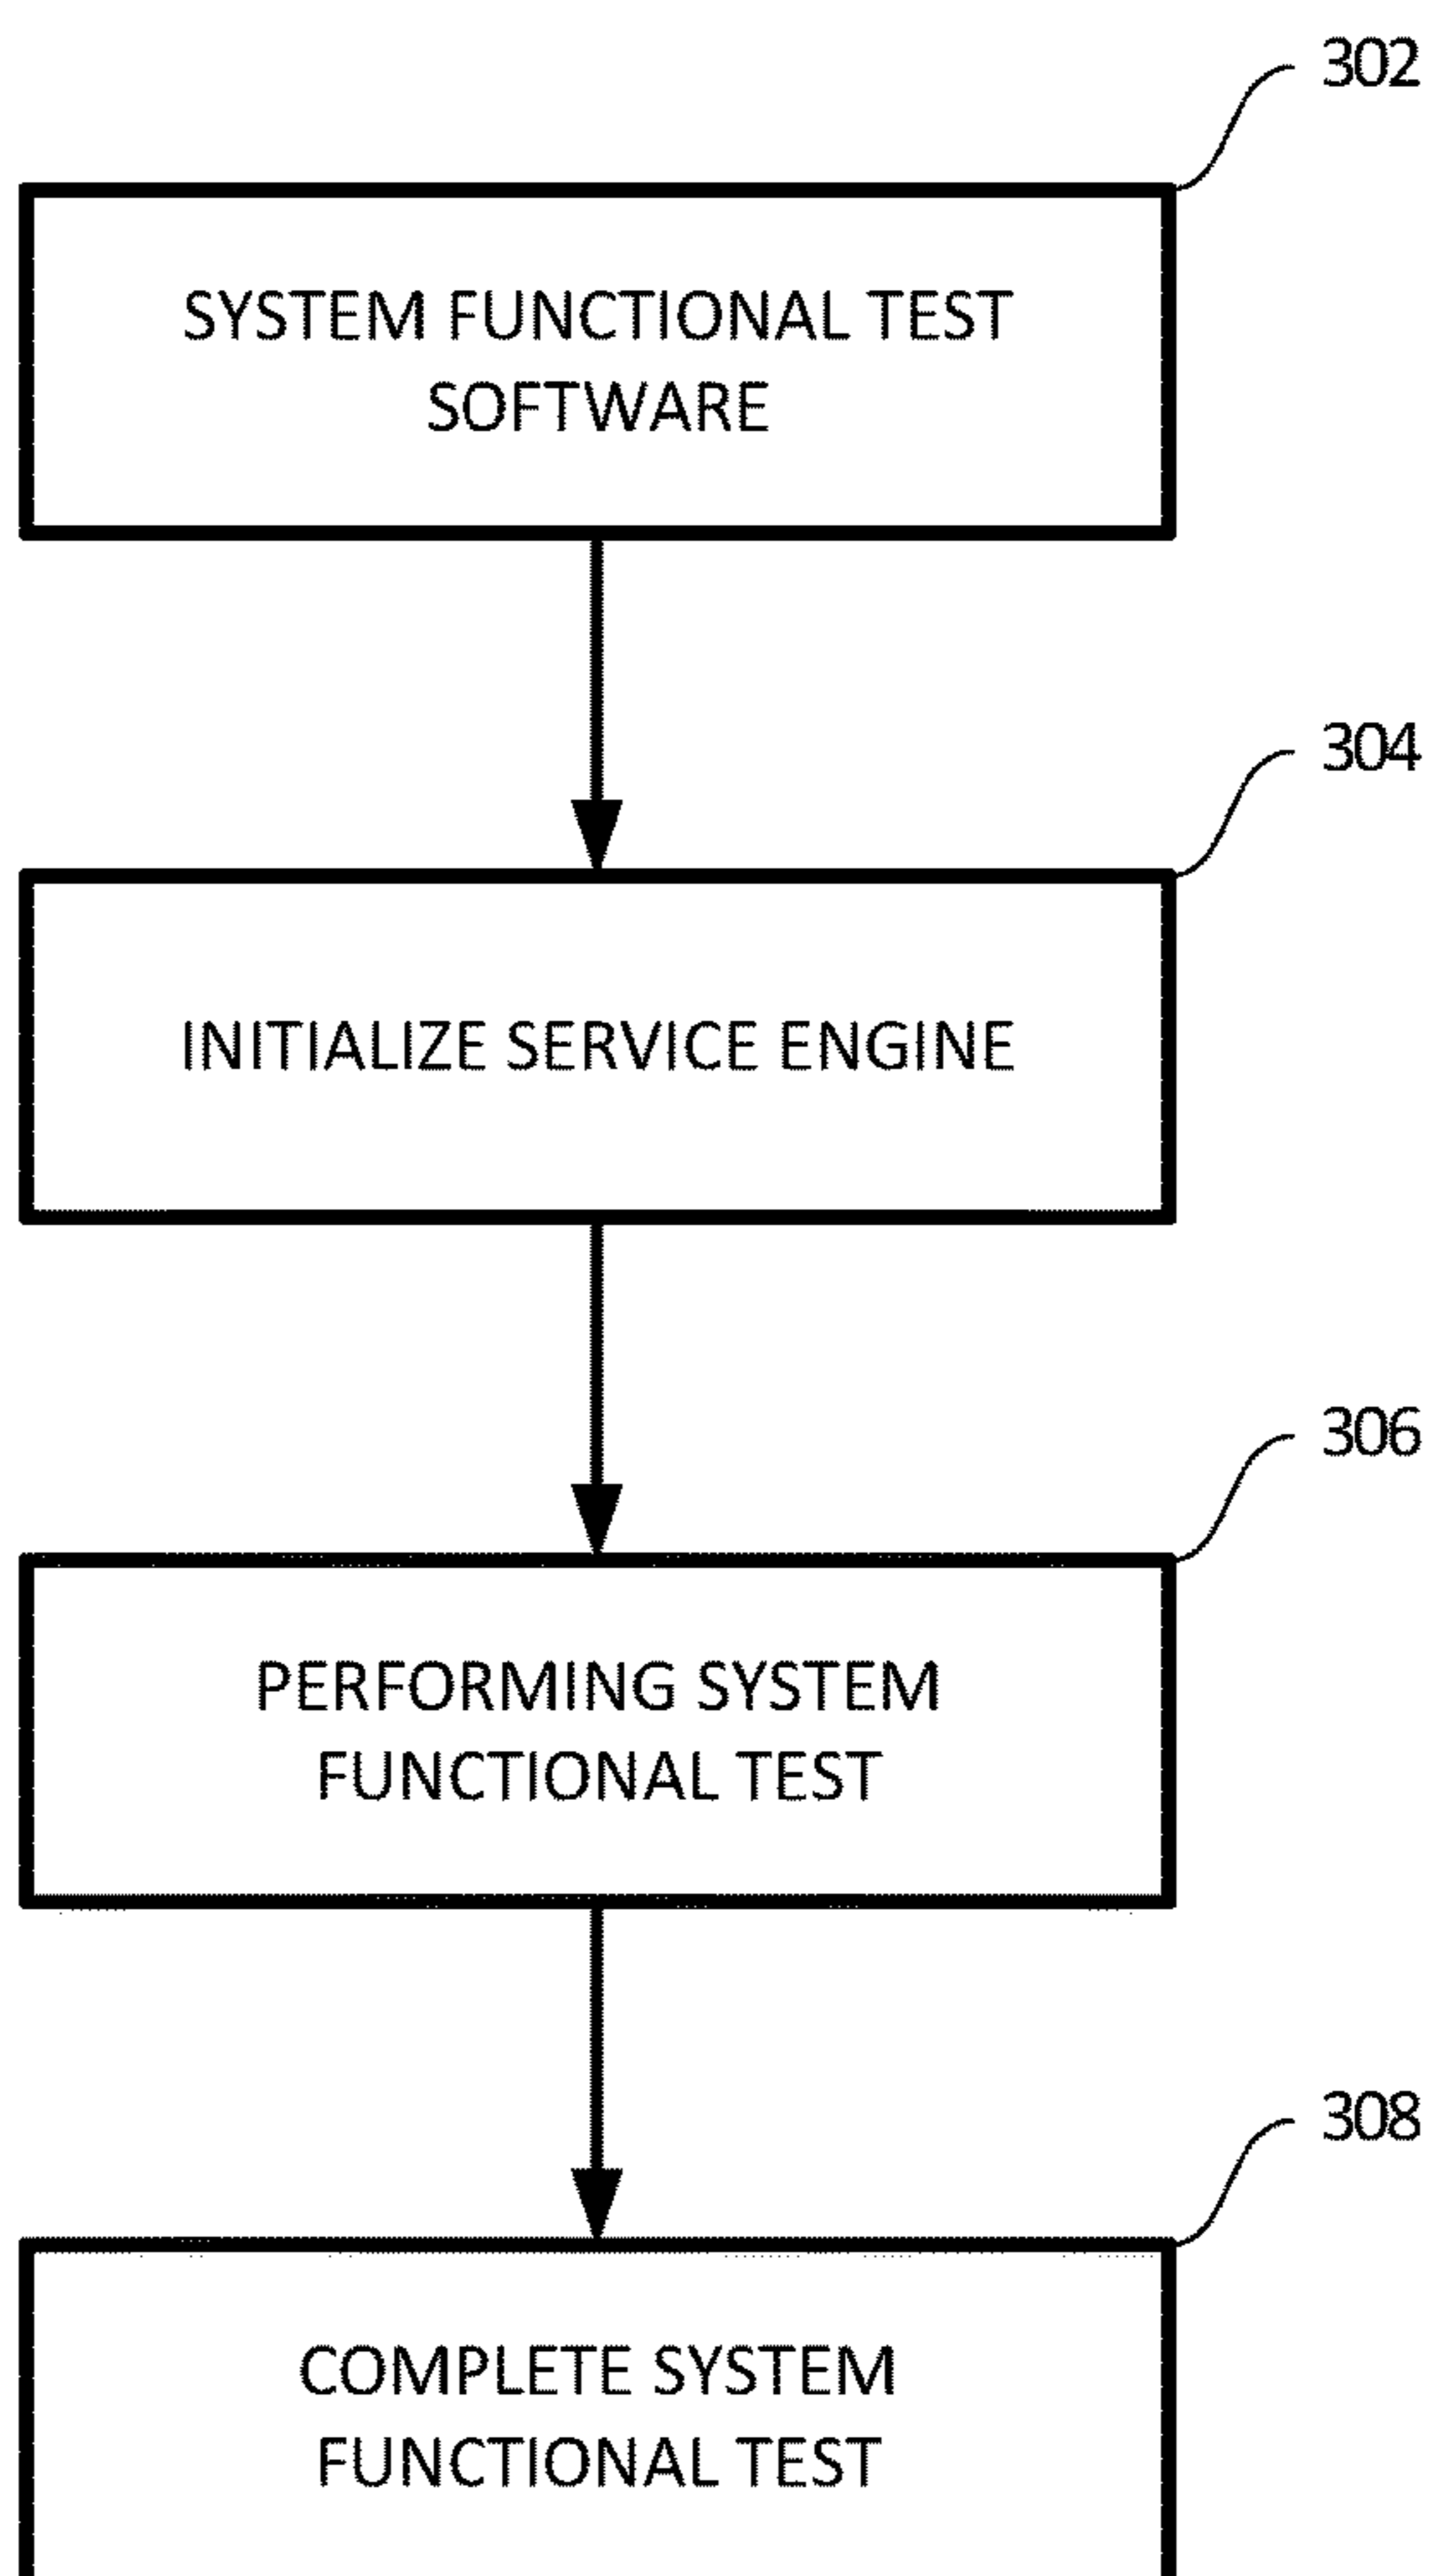 302
SYSTEM FUNCTIONAL TEST
SOFTWARE
304
INITIALIZE SERVICE ENGINE
306
PERFORMING SYSTEM
FUNCTIONAL TEST
308
COMPLETE SYSTEM
FUNCTIONAL TEST